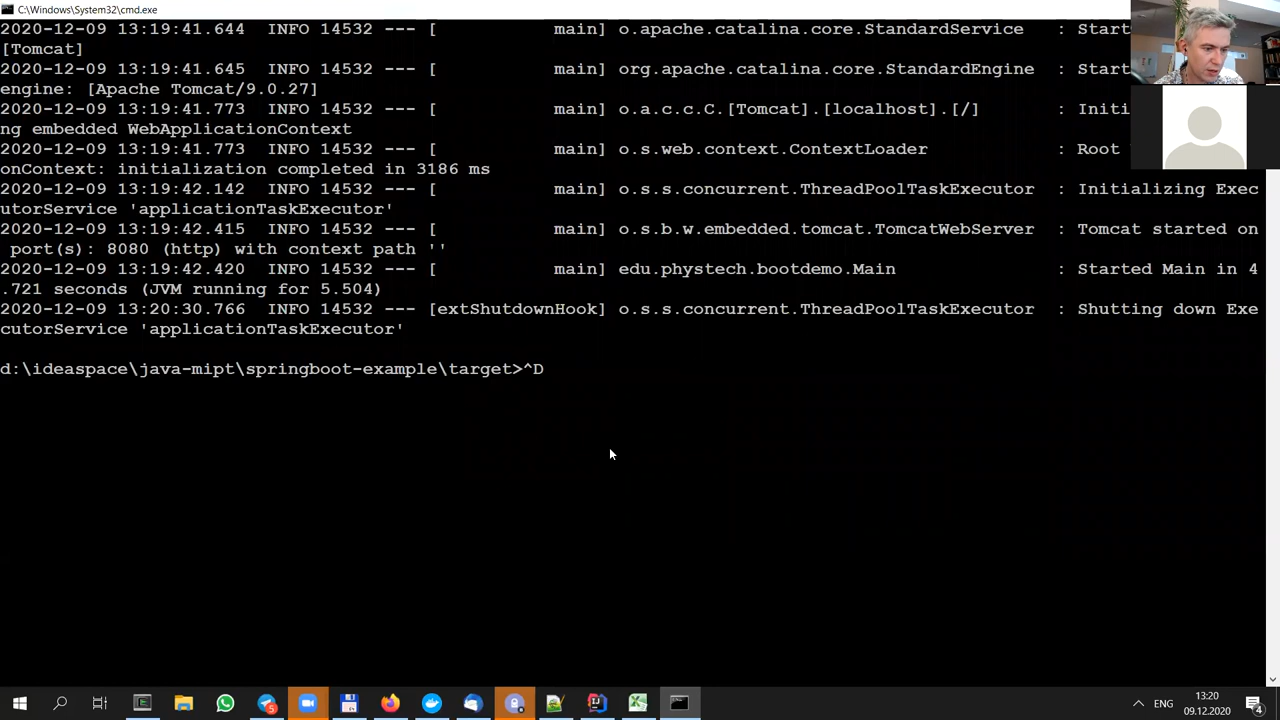 C:\Windows\System32\cmd.exe
2020-12-09 13:19:41.644  INFO 14532 --- [           main] o.apache.catalina.core.StandardService   : Start
[Tomcat]
2020-12-09 13:19:41.645  INFO 14532 --- [           main] org.apache.catalina.core.StandardEngine  : Start
engine: [Apache Tomcat/9.0.27]
2020-12-09 13:19:41.773  INFO 14532 --- [           main] o.a.c.c.C.[Tomcat].[localhost].[/]       : Initi
ng embedded WebApplicationContext
2020-12-09 13:19:41.773  INFO 14532 --- [           main] o.s.web.context.ContextLoader            : Root
onContext: initialization completed in 3186 ms
2020-12-09 13:19:42.142  INFO 14532 --- [           main] o.s.s.concurrent.ThreadPoolTaskExecutor  : Initializing Exec
utorService 'applicationTaskExecutor'
2020-12-09 13:19:42.415  INFO 14532 --- [           main] o.s.b.w.embedded.tomcat.TomcatWebServer  : Tomcat started on
 port(s): 8080 (http) with context path ''
2020-12-09 13:19:42.420  INFO 14532 --- [           main] edu.phystech.bootdemo.Main               : Started Main in 4
.721 seconds (JVM running for 5.504)
2020-12-09 13:20:30.766  INFO 14532 --- [extShutdownHook] o.s.s.concurrent.ThreadPoolTaskExecutor  : Shutting down Exe
cutorService 'applicationTaskExecutor'
d:\ideaspace\java-mipt\springboot-example\target>^D
5
ENG
13:20
09.12.2020
4